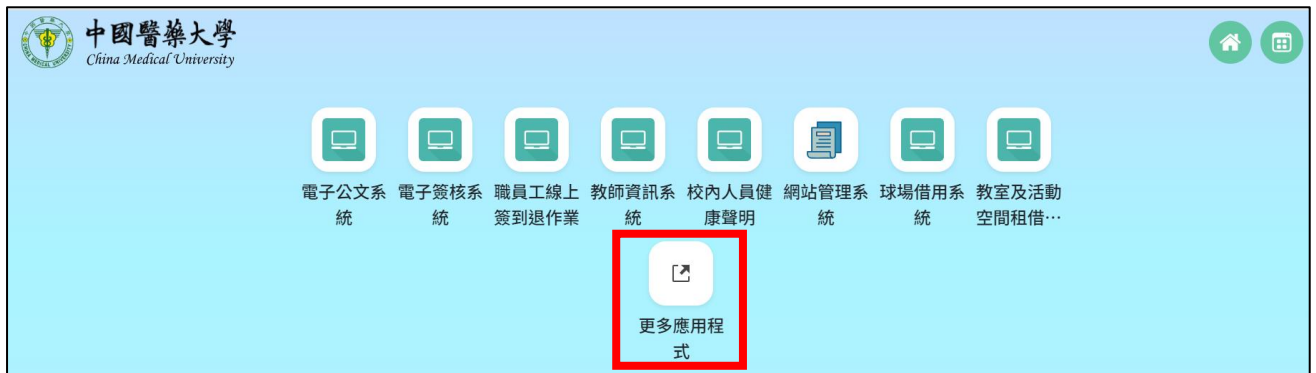 中國醫藥大學
China Medical University
電子公文系
統
電子簽核系
統
職員工線上
簽到退作業
教師資訊系
統
校內人員健
康聲明
網站管理系
統
球場借用系
統
教室及活動
空間租借…
更多應用程
式